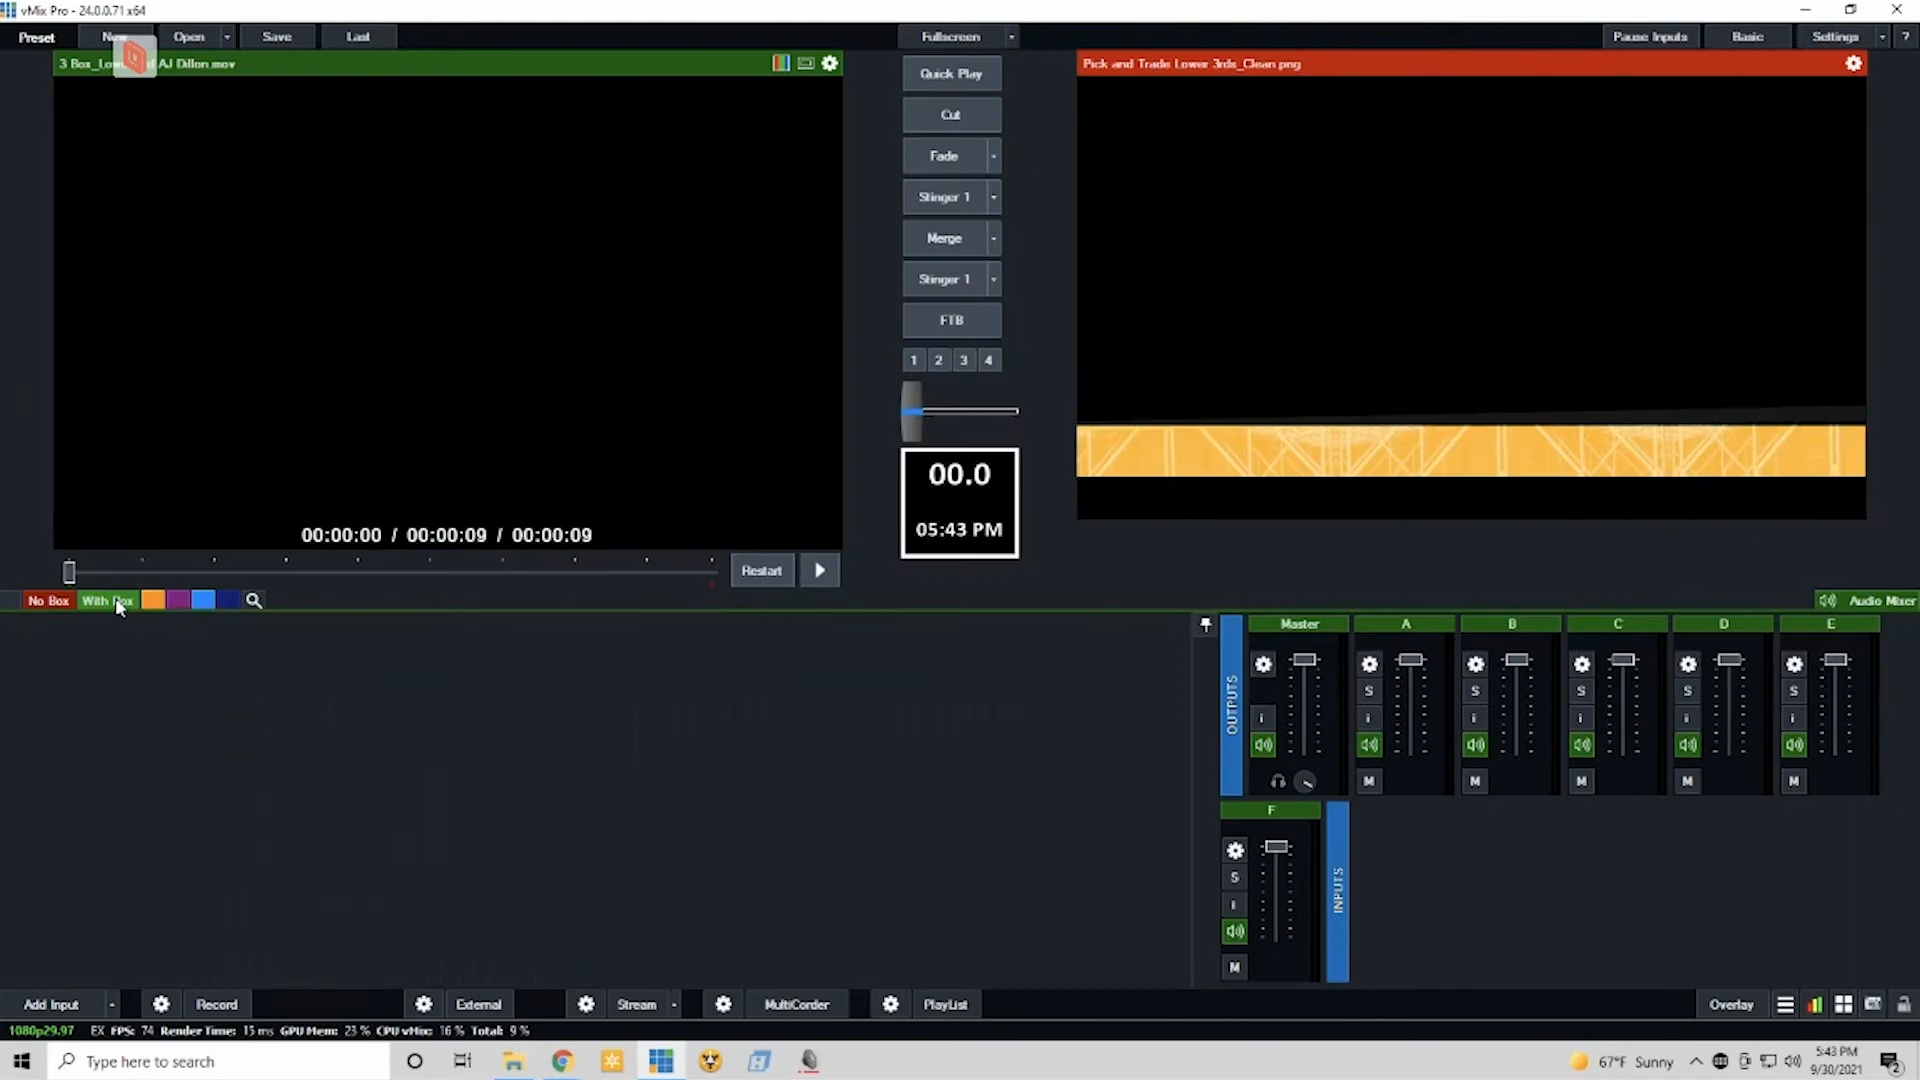 vMix Pro - 24.0.0.71 x64
Preset New Open Save Last Fullscreen Pause Inputs Basic Settings ?
AJ Dillon.mov
Pick and Trade Lower 3rds_Clean.png
Quick Play
Cut
Fade
Stinger 1
Merge
Stinger 1
FTB
1 2 3 4
00.0
05:43 PM
00:00:00 / 00:00:09 / 00:00:09
Restart
No Box With Box
Audio Mixer
OUTPUTS
Master A B C D E
S S S S S
i i i i i i
M M M M M
F
S
i
M
INPUTS
Add Input Record External Stream MultiCorder PlayList Overlay
1080p29.97 EX FPS: 74 Render Time: 15 ms GPU Mem: 23 % CPU vMix: 16 % Total: 9 %
Type here to search
67°F Sunny
5:43 PM
9/30/2021
2